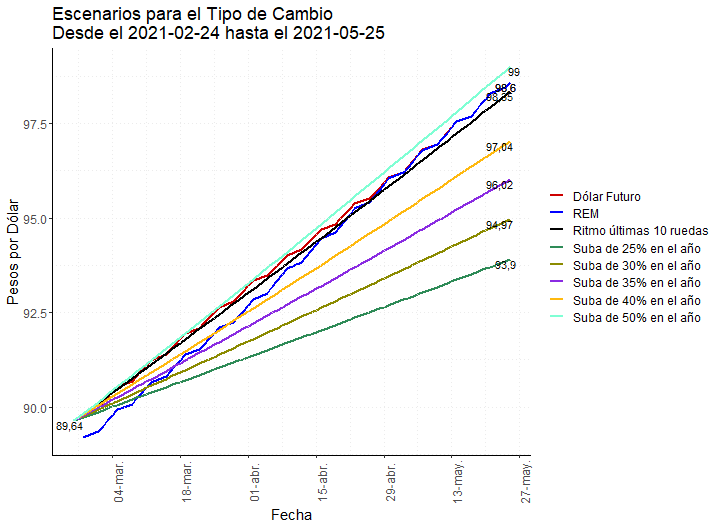 Escenarios para el Tipo de Cambio
Desde el 2021-02-24 hasta el 2021-05-25
Pesos por Dólar
97.5
95.0
92.5
90.0
99
98,6
98,35
97,04
96,02
94,97
93,9
89,64
04-mar.
18-mar.
01-abr.
15-abr.
29-abr.
13-may.
27-may.
Fecha
Dólar Futuro
REM
Ritmo últimas 10 ruedas
Suba de 25% en el año
Suba de 30% en el año
Suba de 35% en el año
Suba de 40% en el año
Suba de 50% en el año